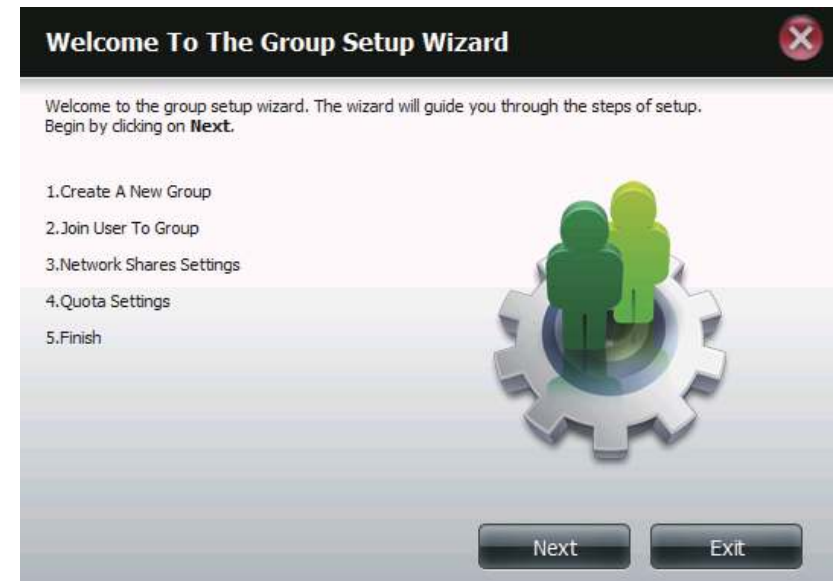 Welcome To The Group Setup Wizard
Welcome to the group setup wizard. The wizard will guide you through the steps of setup.
Begin by clicking on Next.
1.Create A New Group
2.Join User To Group
3.Network Shares Settings
4.Quota Settings
5.Finish
Next
Exit